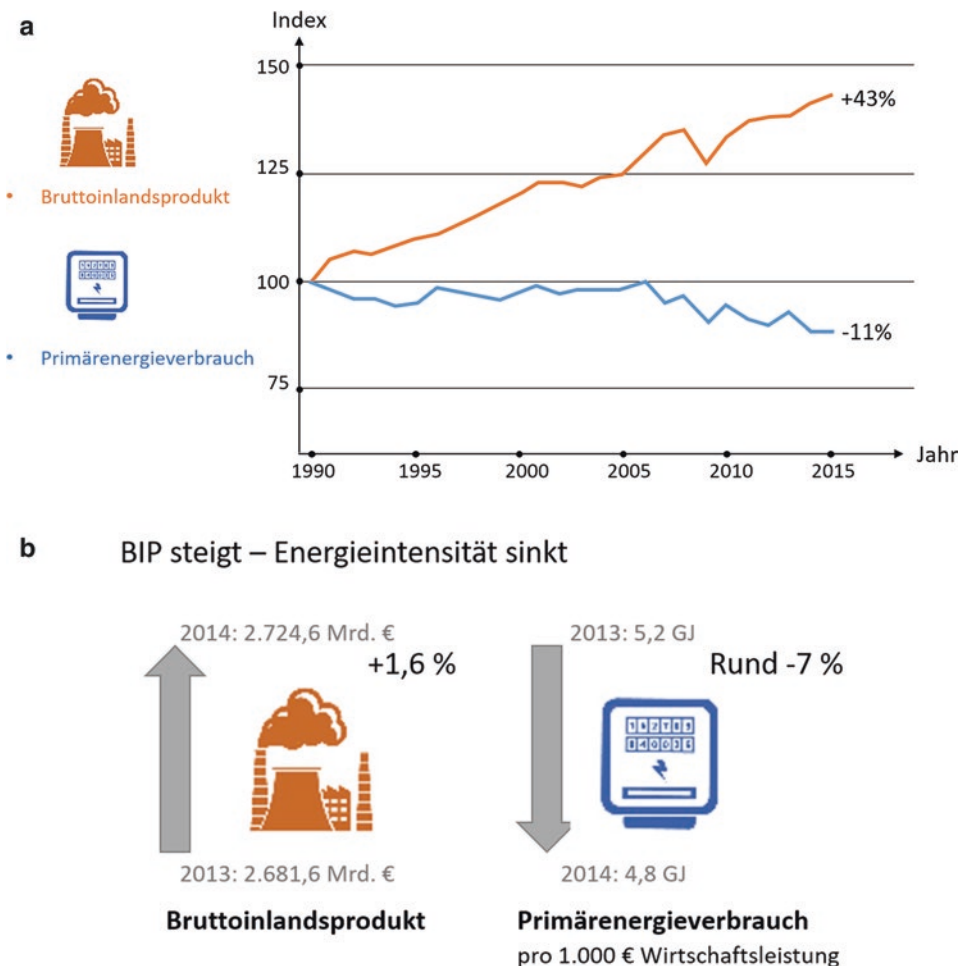 a
Index
150
125
100
75
+43%
-11%
• Bruttoinlandsprodukt
• Primärenergieverbrauch
1990 1995 2000 2005 2010 2015
Jahr
b
BIP steigt – Energieintensität sinkt
2014: 2.724,6 Mrd. €
+1,6 %
2013: 2.681,6 Mrd. €
Bruttoinlandsprodukt
2013: 5,2 GJ
Rund -7 %
2014: 4,8 GJ
Primärenergieverbrauch
pro 1.000 € Wirtschaftsleistung